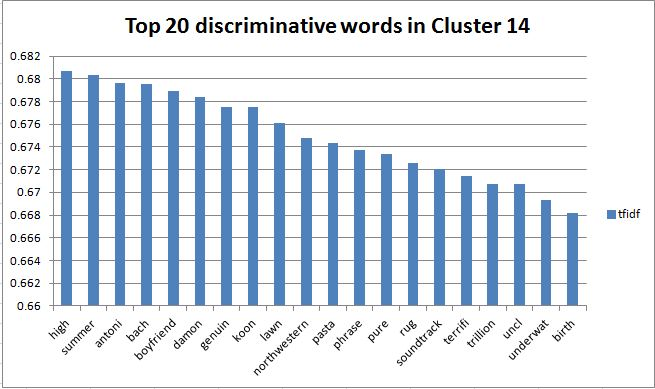 Top 20 discriminative words in Cluster 14
0.682
0.68
0.678
0.676
0.674
0.672
0.67
0.668
0.666
0.664
0.662
0.66
tfidf
high
summer
antoni
bach
boyfriend
damon
genuin
koon
lawn
northwestern
pasta
phrase
pure
rug
soundtrack
terrifi
trillion
uncl
underwat
birth